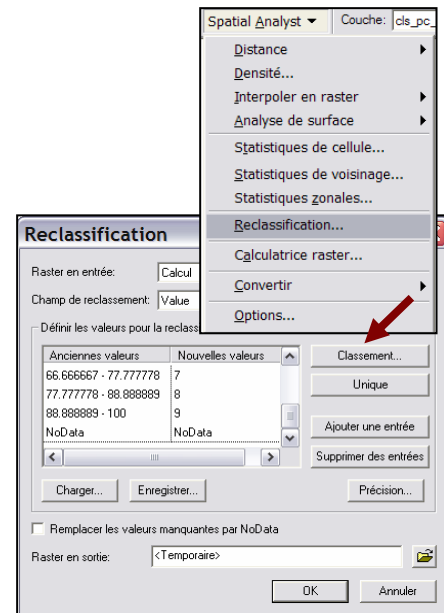 Spatial Analyst Couche: cls_pc_
Distance
Densité...
Interpoler en raster
Analyse de surface
Statistiques de cellule...
Statistiques de voisinage...
Statistiques zonales...
Reclassification...
Calculatrice raster...
Convertir
Options...
Reclassification
Raster en entrée: Calcul
Champ de reclassement: Value
Définir les valeurs pour la reclass
Anciennes valeurs Nouvelles valeurs
66.666667 - 77.777778 7
77.777778 - 88.888889 8
88.888889 - 100 9
NoData NoData
Classement...
Unique
Ajouter une entrée
Supprimer des entrées
Charger... Enregistrer... Précision...
Remplacer les valeurs manquantes par NoData
Raster en sortie: <Temporaire>
OK Annuler